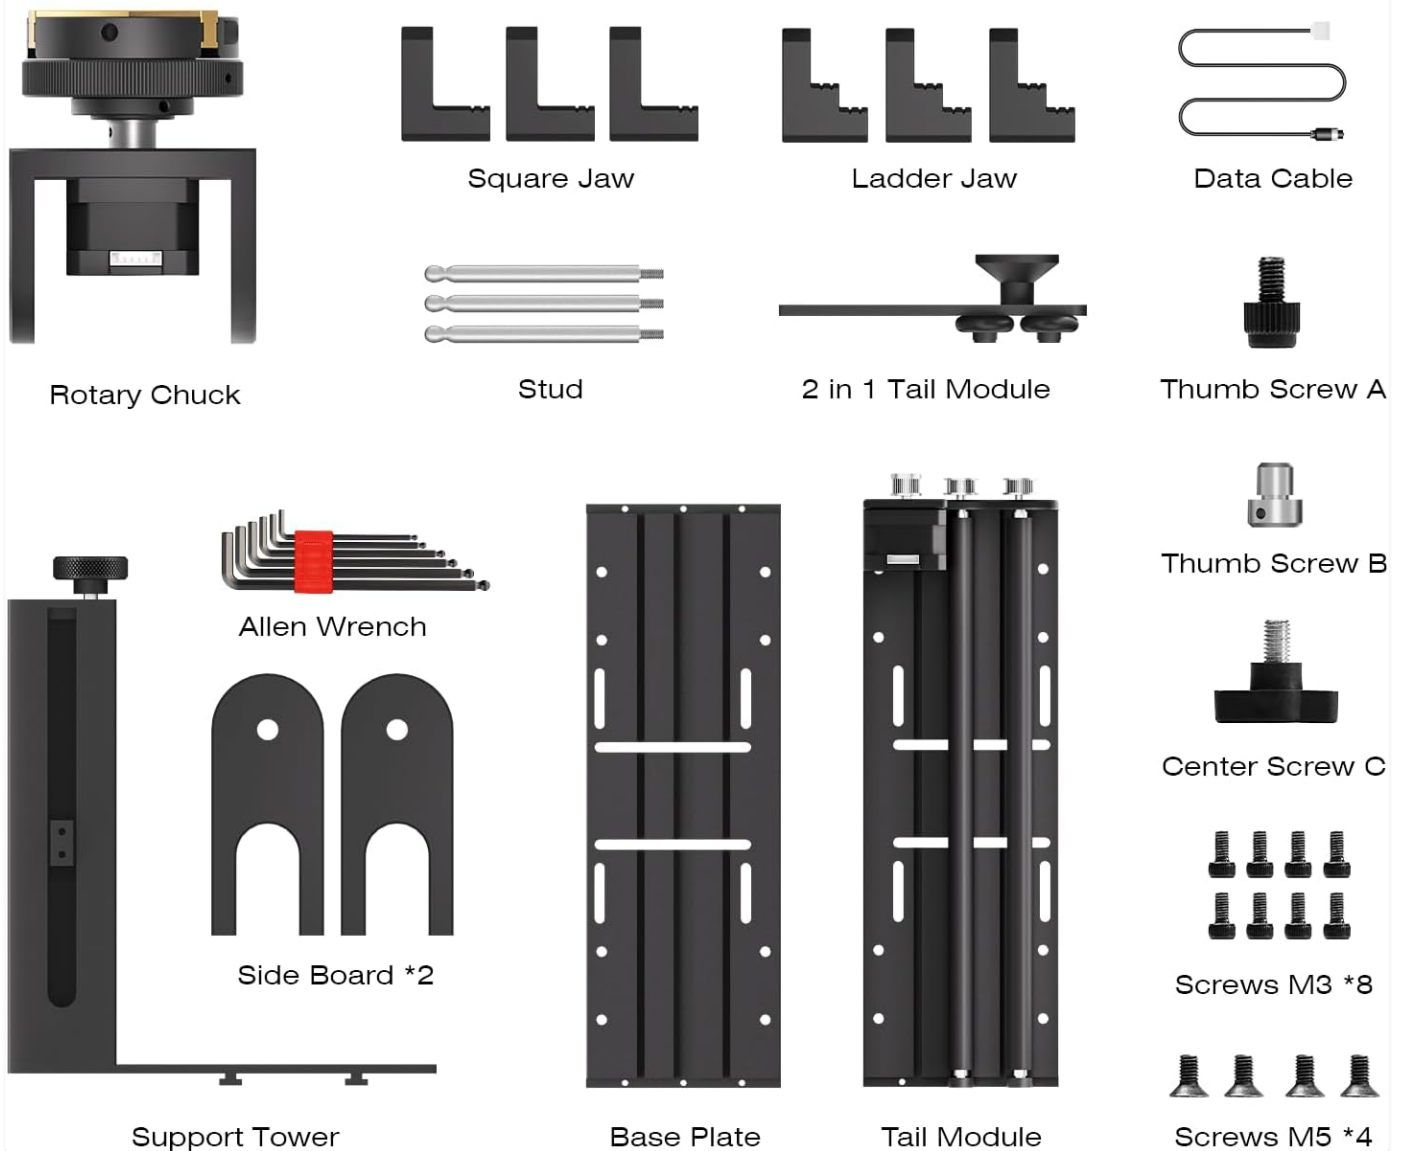 Square Jaw
Ladder Jaw
Data Cable
Rotary Chuck
Stud
2 in 1 Tail Module
Thumb Screw A
Thumb Screw B
Allen Wrench
Center Screw C
Side Board *2
Screws M3 *8
Support Tower
Base Plate
Tail Module
Screws M5 *4